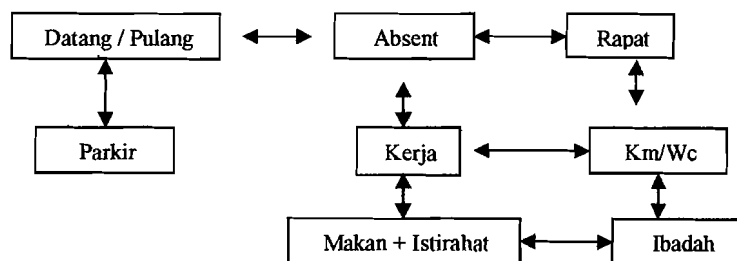 Datang / Pulang
Absent
Rapat
Parkir
Kerja
Km/Wc
Makan + Istirahat
Ibadah